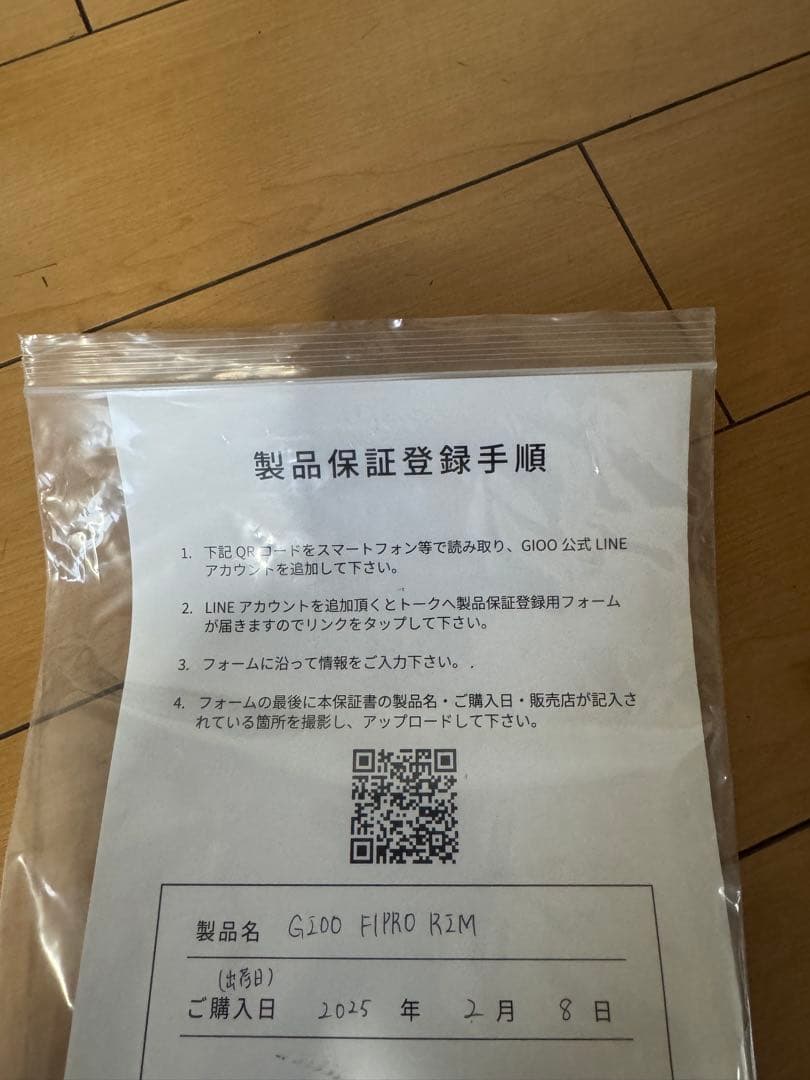 製品保証登録手順
1. 下記 QR コードをスマートフォン等で読み取り、GIOO 公式 LINE
アカウントを追加して下さい。
2. LINE アカウントを追加頂くとトークへ製品保証登録用フォーム
が届きますのでリンクをタップして下さい。
3. フォームに沿って情報をご入力下さい。.
4. フォームの最後に本保証書の製品名・ご購入日・販売店が記入さ
れている箇所を撮影し、アップロードして下さい。
製品名 GIOO F1PRO RIM
(出荷日)
ご購入日 2025 年 2 月 8 日